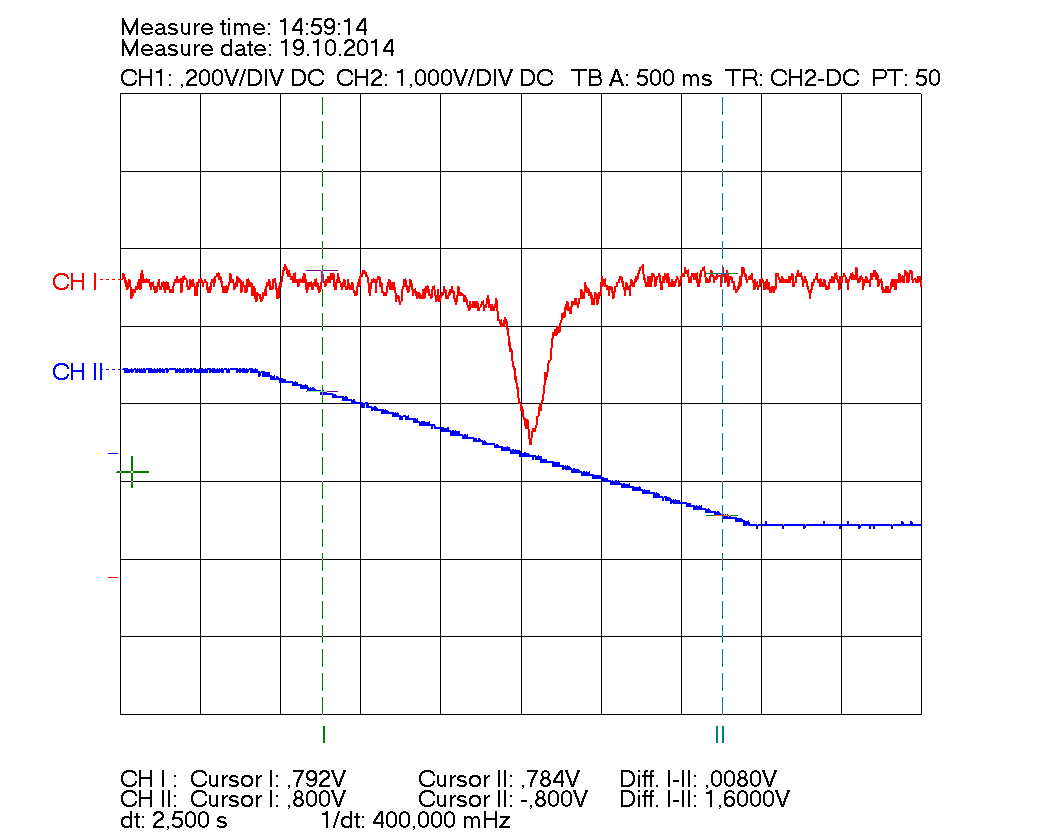 Measure time: 14:59:14
Measure date: 19.10.2014
CH1: ,200V/DIV DC CH2: 1,000V/DIV DC TB A: 500 ms TR: CH2-DC PT: 50
CH I
CH II
I II
CH I : Cursor I: ,792V Cursor II: ,784V Diff. I-II: ,0080V
CH II: Cursor I: ,800V Cursor II: -,800V Diff. I-II: 1,6000V
dt: 2,500 s 1/dt: 400,000 mHz